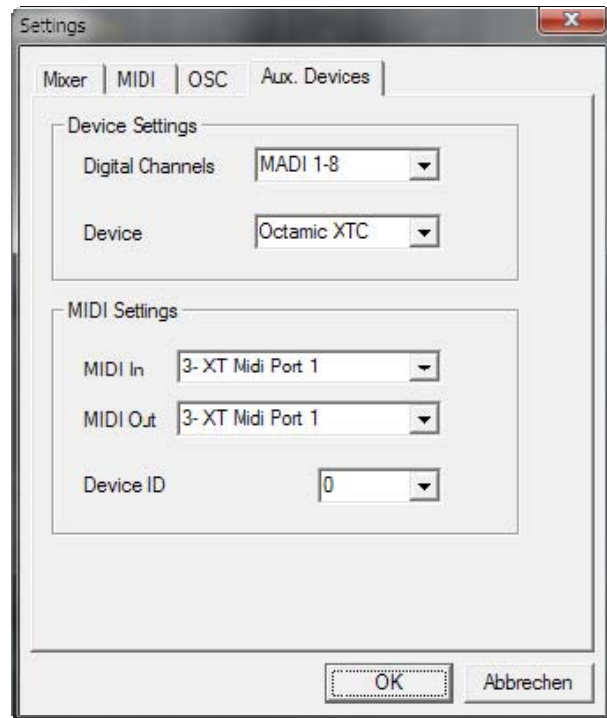 Settings
Mixer MIDI OSC Aux. Devices
Device Settings
Digital Channels MADI 1-8
Device Octamic XTC
MIDI Settings
MIDI In 3- XT Midi Port 1
MIDI Out 3- XT Midi Port 1
Device ID 0
OK Abbrechen